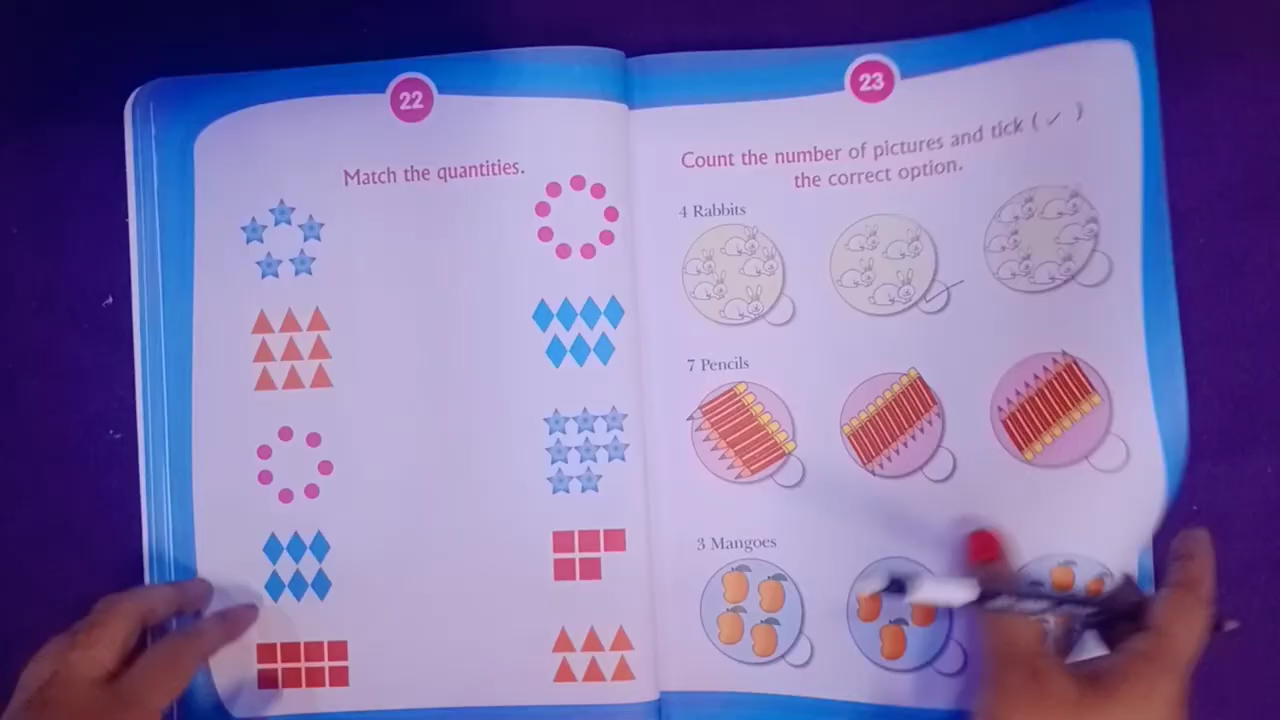 22
Match the quantities.
23
Count the number of pictures and tick ( ✓ )
the correct option.
4 Rabbits
7 Pencils
3 Mangoes